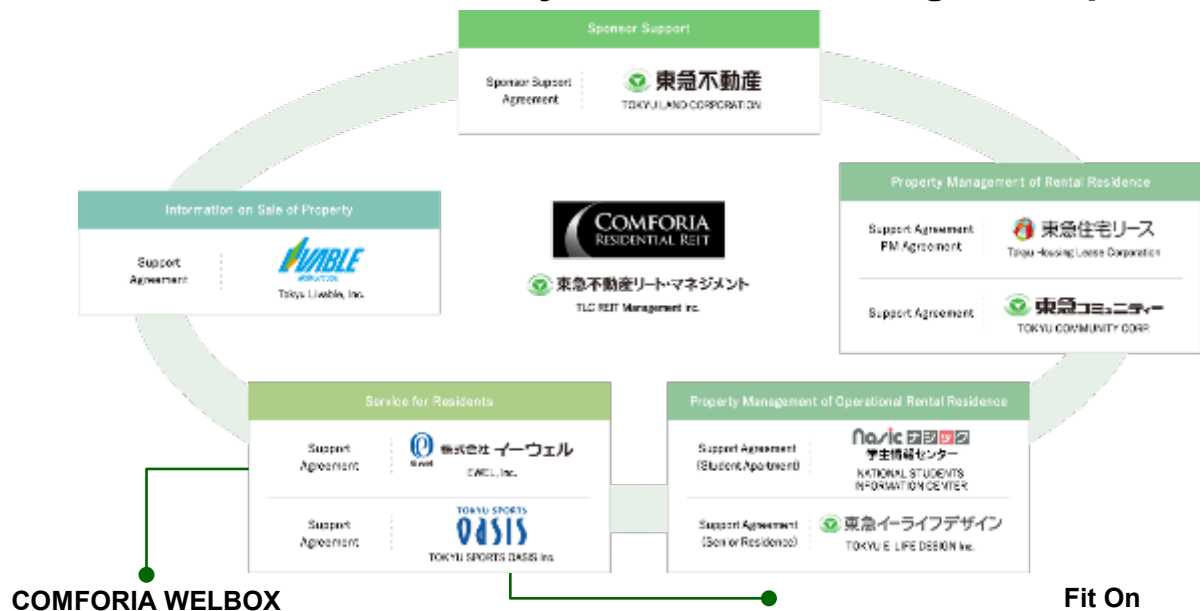 Sponsor Support
Sponsor Support
Agreement
東急不動産
TOKYU LAND CORPORATION
Information on Sale of Property
Support
Agreement
LIVABLE
Tokyu Livable, Inc.
COMFORIA
RESIDENTIAL REIT
東急不動産リート・マネジメント
TLC REIT Management Inc.
Property Management of Rental Residence
Support Agreement
PM Agreement
東急住宅リース
Tokyu Housing Lease Corporation
Support Agreement
東急コミュニティー
TOKYU COMMUNITY CORP.
Service for Residents
Support
Agreement
株式会社 イーウェル
EWEL, Inc.
Support
Agreement
TOKYU SPORTS
OASIS
TOKYU SPORTS OASIS Inc.
Property Management of Operational Rental Residence
Support Agreement
(Student Apartment)
nasic ナジック
学生情報センター
NATIONAL STUDENTS
INFORMATION CENTER
Support Agreement
(Senior Residence)
東急イーライフデザイン
TOKYU E-LIFE DESIGN Inc.
COMFORIA WELBOX
Fit On